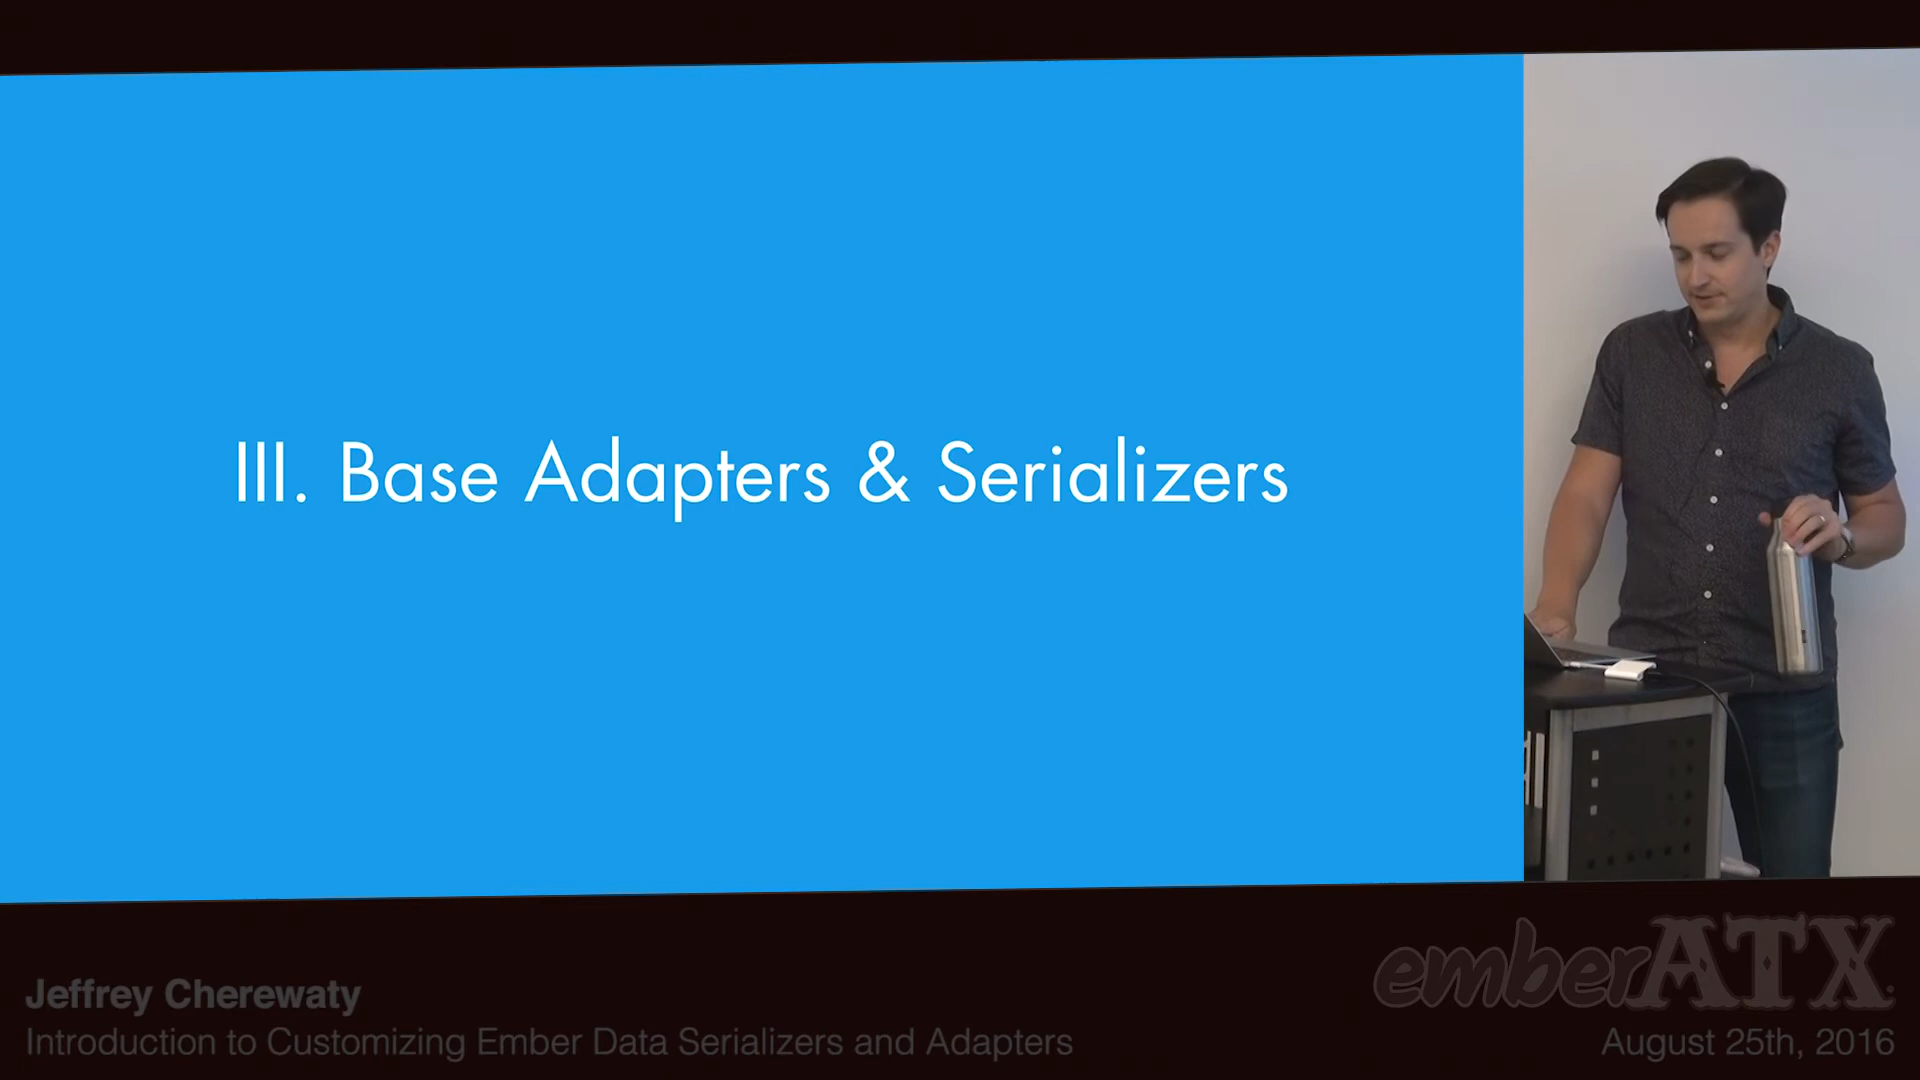 III. Base Adapters & Serializers
Jeffrey Cherewaty
Introduction to Customizing Ember Data Serializers and Adapters
emberATX
August 25th, 2016